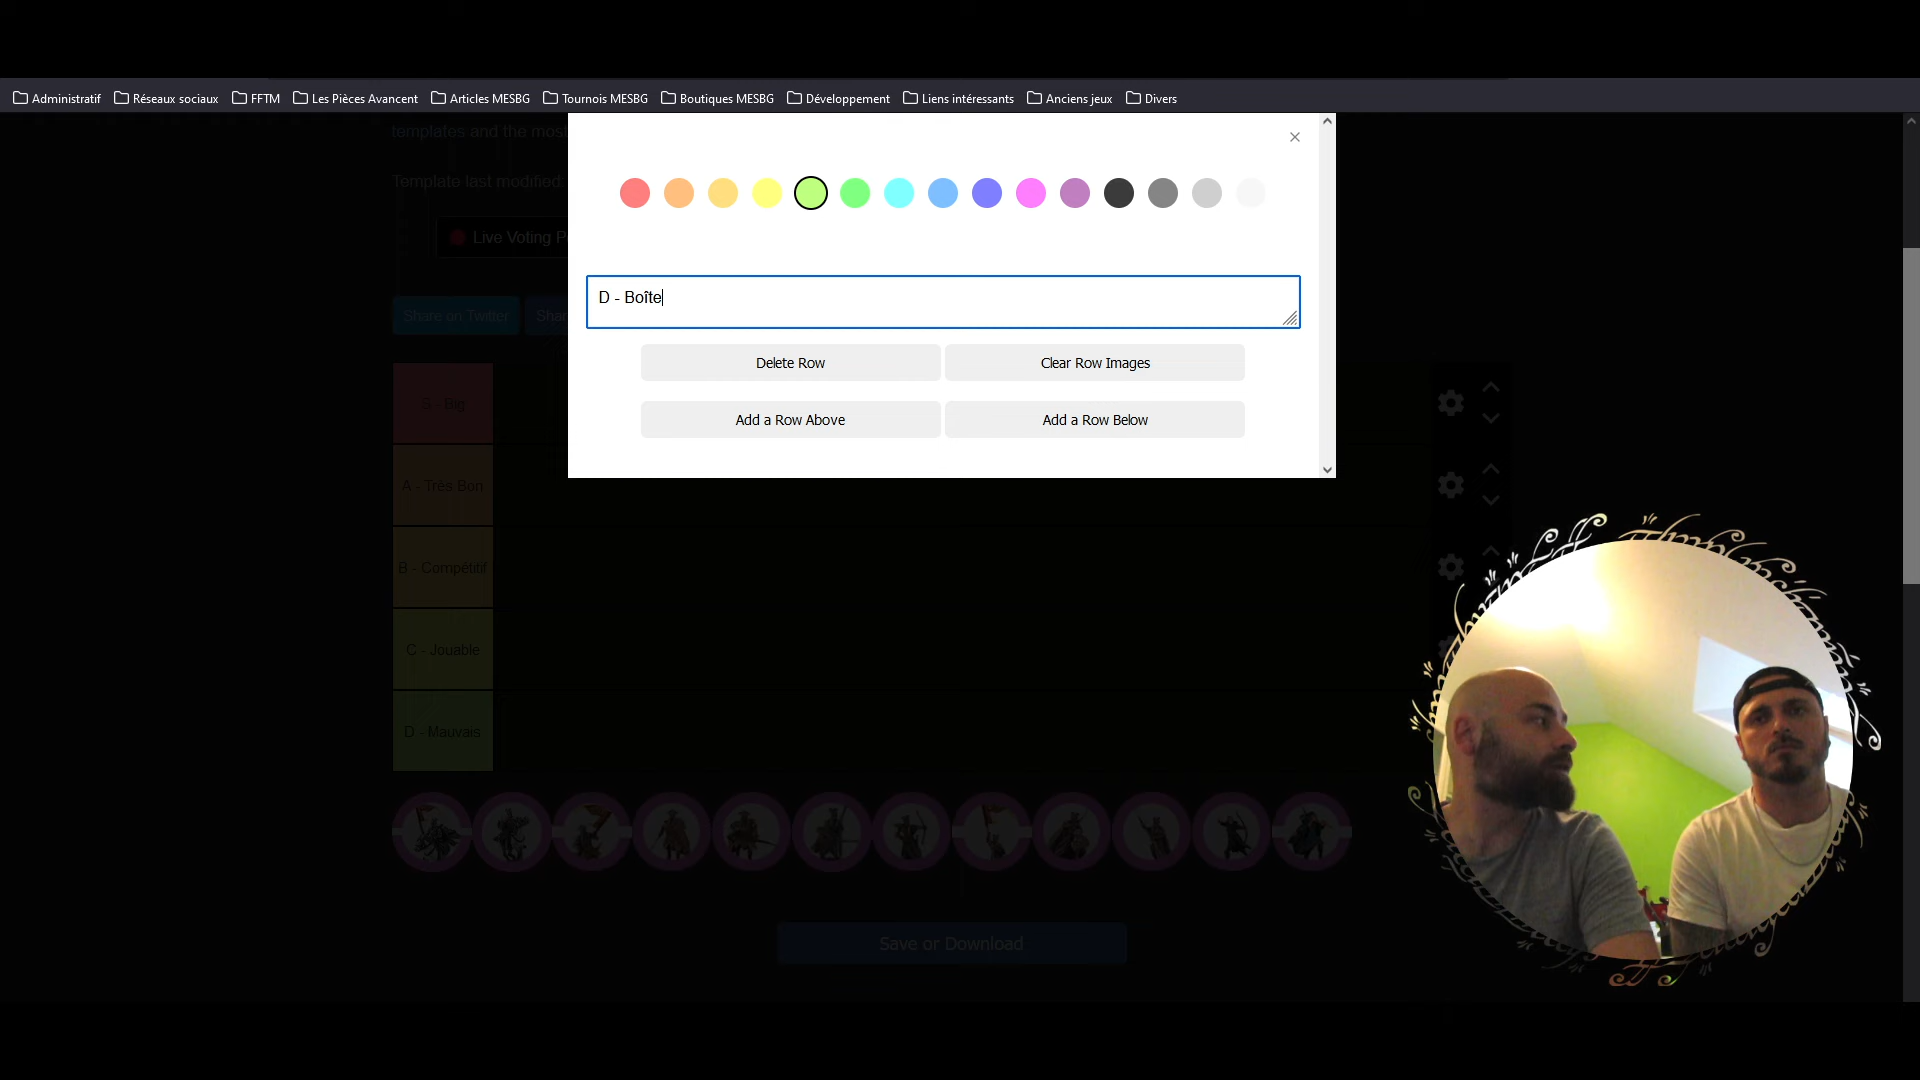 Administratif Réseaux sociaux FFTM Les Pièces Avancent Articles MESBG Tournois MESBG Boutiques MESBG Développement Liens intéressants Anciens jeux Divers
templates and the most
Template last modified:
Live Voting P
D - Boîte
Share on Twitter Shar
Delete Row Clear Row Images
Add a Row Above Add a Row Below
A - Très Bon
B - Compétitif
C - Jouable
D - Mauvais
Save or Download